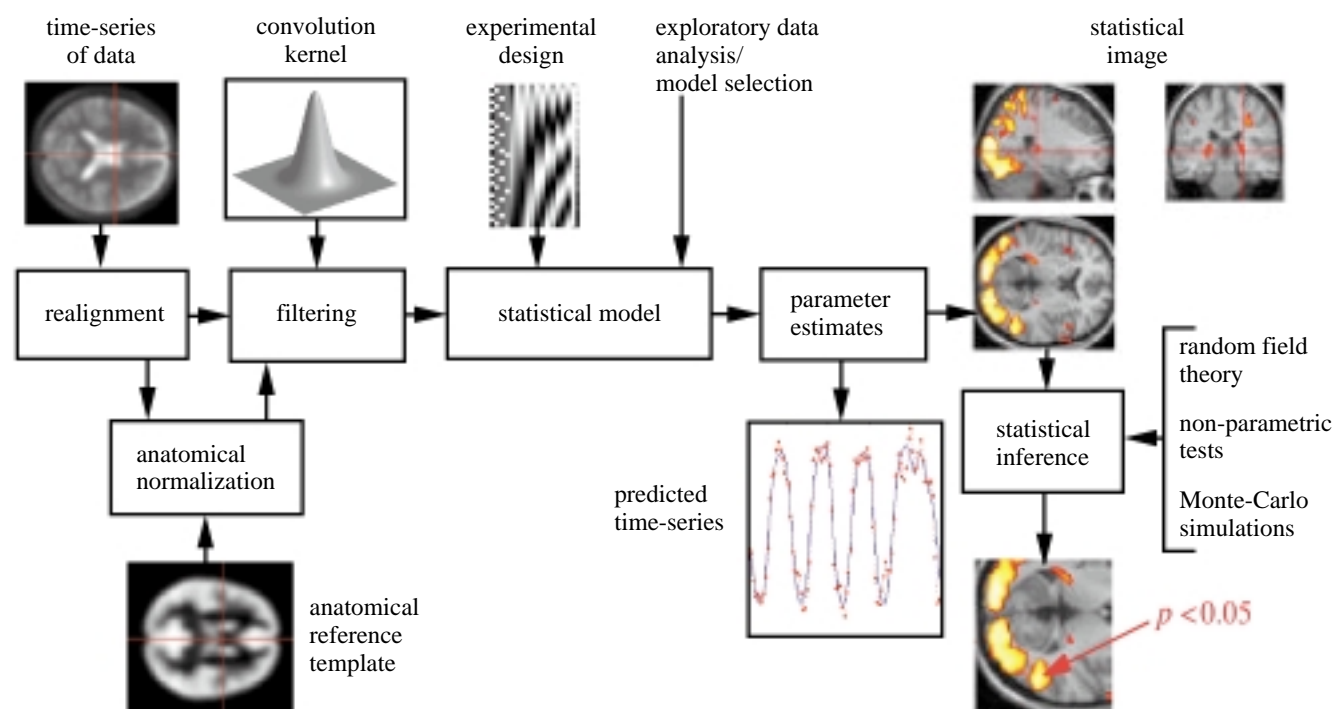 time-series
of data
convolution
kernel
experimental
design
exploratory data
analysis/
model selection
statistical
image
realignment
filtering
statistical model
parameter
estimates
random field
theory
non-parametric
tests
Monte-Carlo
simulations
anatomical
normalization
statistical
inference
predicted
time-series
anatomical
reference
template
p < 0.05